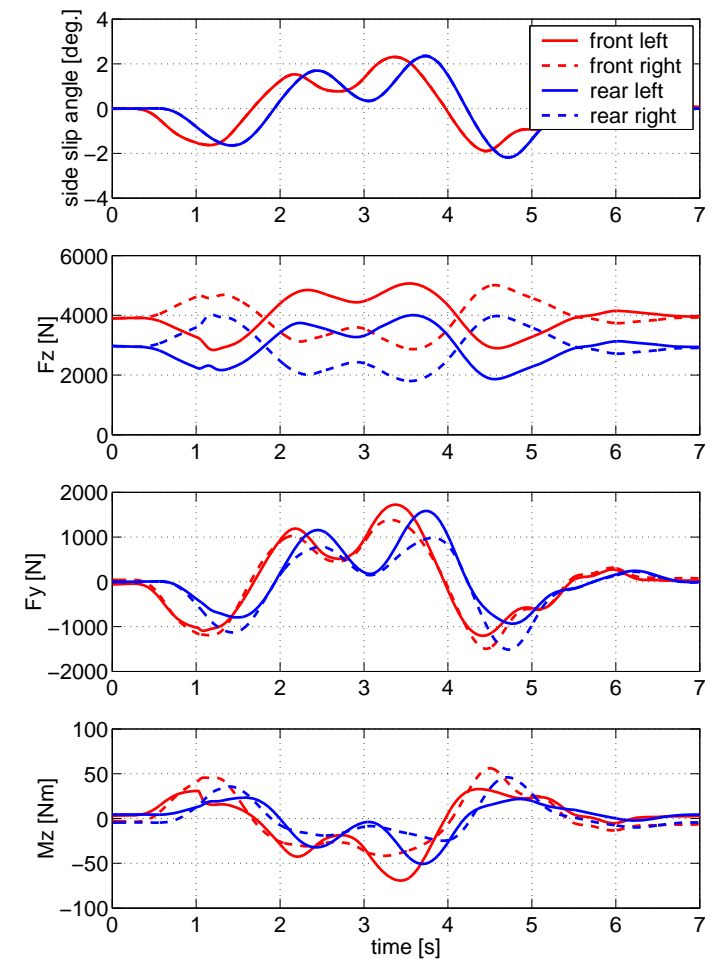 side slip angle [deg.]
4
2
0
−2
−4
0 1 2 3 4 5 6 7
front left
front right
rear left
rear right
Fz [N]
6000
4000
2000
0
0 1 2 3 4 5 6 7
Fy [N]
2000
1000
0
−1000
−2000
0 1 2 3 4 5 6 7
Mz [Nm]
100
50
0
−50
−100
0 1 2 3 4 5 6 7
time [s]